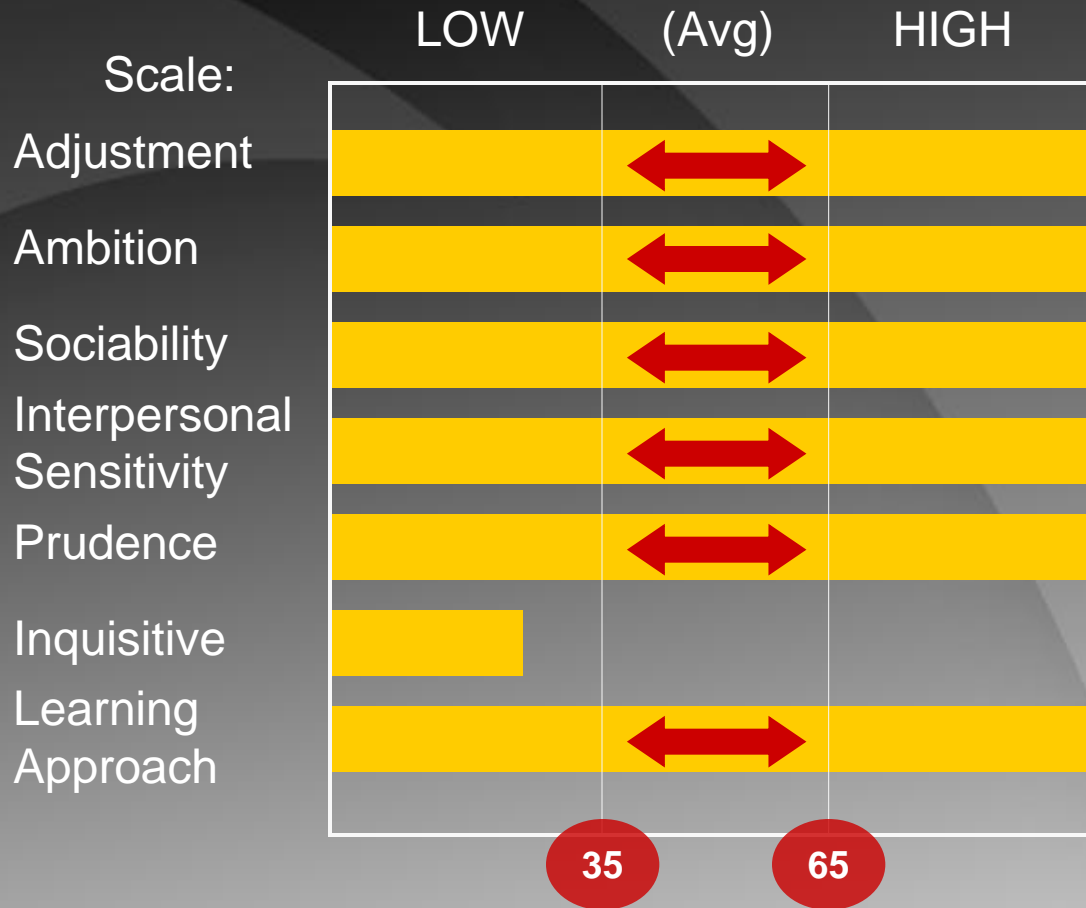 LOW (Avg) HIGH
Scale:
Adjustment
Ambition
Sociability
Interpersonal
Sensitivity
Prudence
Inquisitive
Learning
Approach
35 65